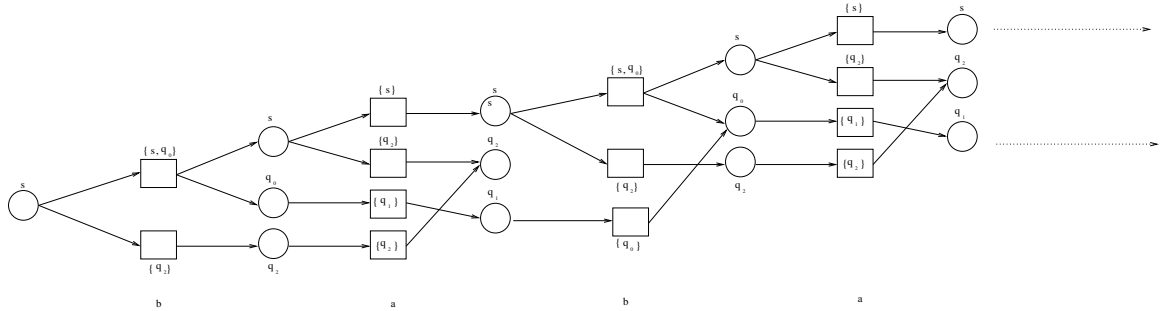 { s }
s
{ s , q₀ }
s
{ q₂ }
q₂
{ s }
s
s
q₀
{ q₁ }
q₁
{ s , q₀ }
s
{ q₂ }
q₂
{ q₂ }
{ q₂ }
q₂
s
q₀
{ q₁ }
q₁
{ q₀ }
{ q₂ }
{ q₂ }
q₂
b
a
b
a